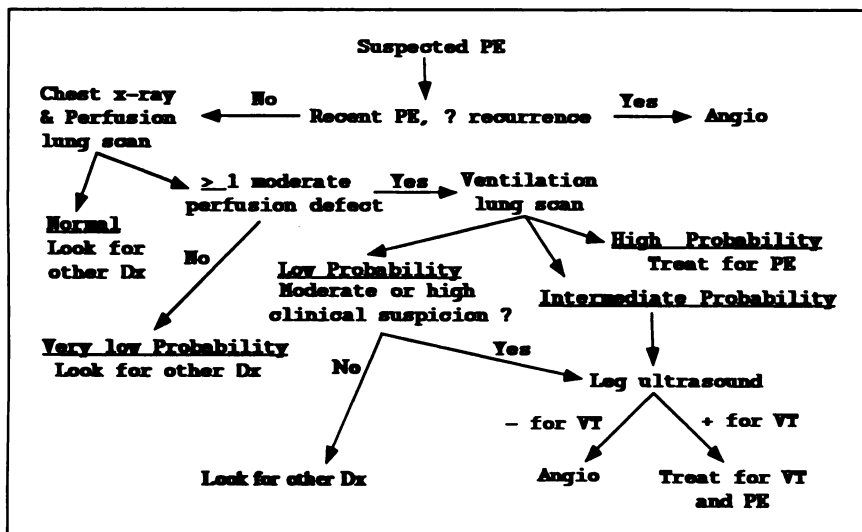 Suspected PE
Chest x-ray
& Perfusion
lung scan
No
Recent PE, ? recurrence
Yes
Angio
≥ 1 moderate
perfusion defect
Yes
Ventilation
lung scan
Normal
Look for
other Dx
No
Low Probability
Moderate or high
clinical suspicion ?
High Probability
Treat for PE
Intermediate Probability
Very low Probability
Look for other Dx
No
Yes
Leg ultrasound
- for VT
+ for VT
Look for other Dx
Angio
Treat for VT
and PE